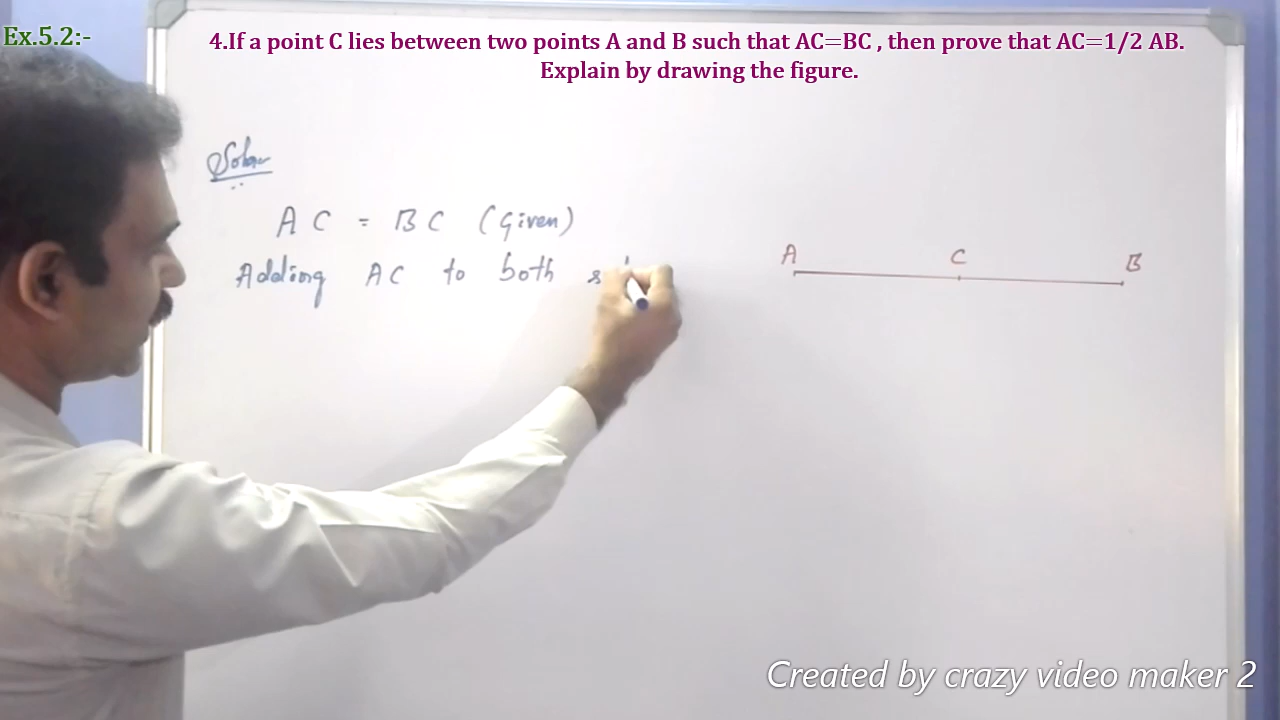 Ex.5.2:-
4.If a point C lies between two points A and B such that AC=BC , then prove that AC=1/2 AB.
Explain by drawing the figure.
AC = BC (Given)
Adding AC to both
A C B
Created by crazy video maker 2